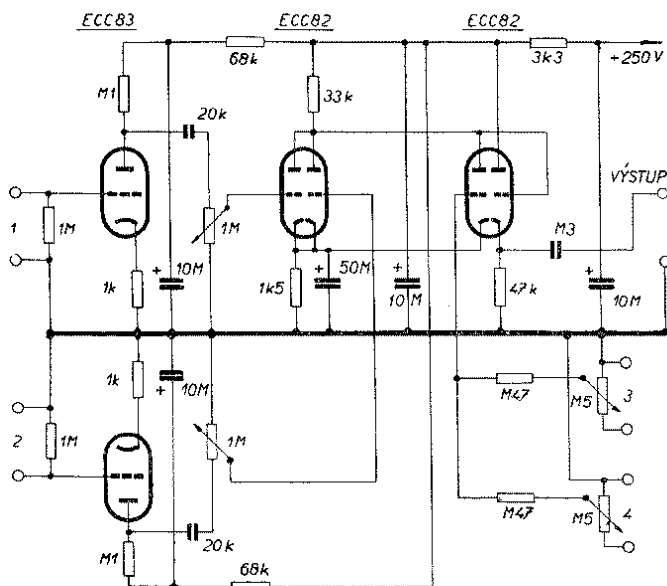 ECC83
ECC82
ECC82
68k
3k3
+250V
M1
20k
33k
VÝSTUP
1
1M
1M
M3
1k
+
10M
1k5
+
50M
+
10M
47k
+
10M
1k
+
10M
2
1M
1M
M47
M5
3
M47
M5
4
M1
20k
68k